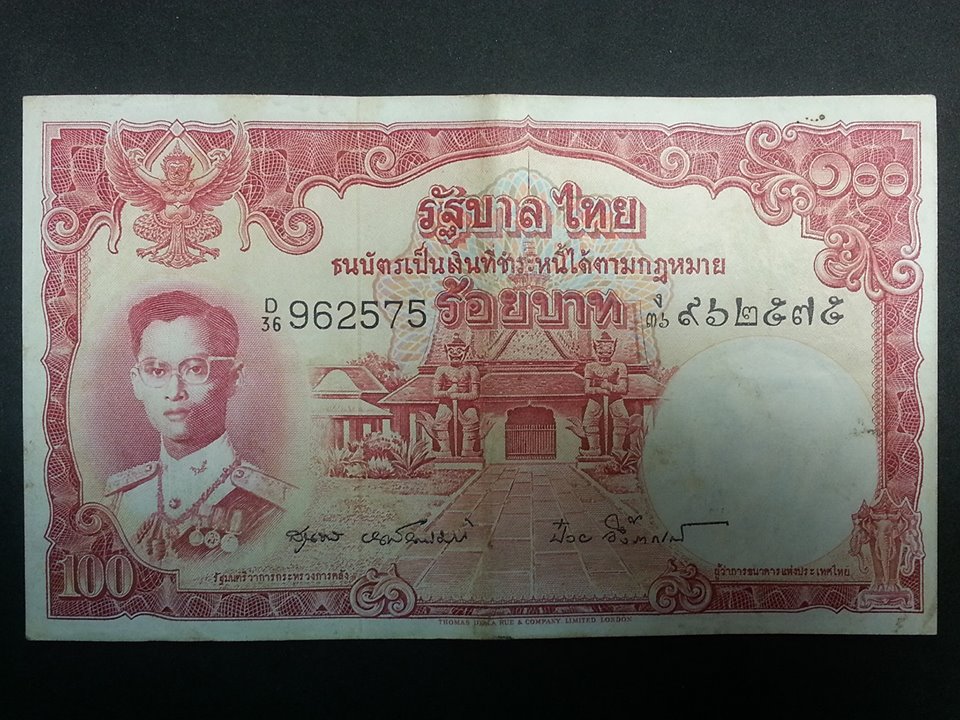 ๑๐๐
รัฐบาลไทย
ธนบัตรเป็นเงินที่ชำระหนี้ได้ตามกฎหมาย
D/36 962575 ร้อยบาท ง/๓๖ ๙๖๒๕๗๕
100 รัฐมนตรีว่าการกระทรวงการคลัง ผู้ว่าการธนาคารแห่งประเทศไทย
THOMAS DE LA RUE & COMPANY, LIMITED, LONDON